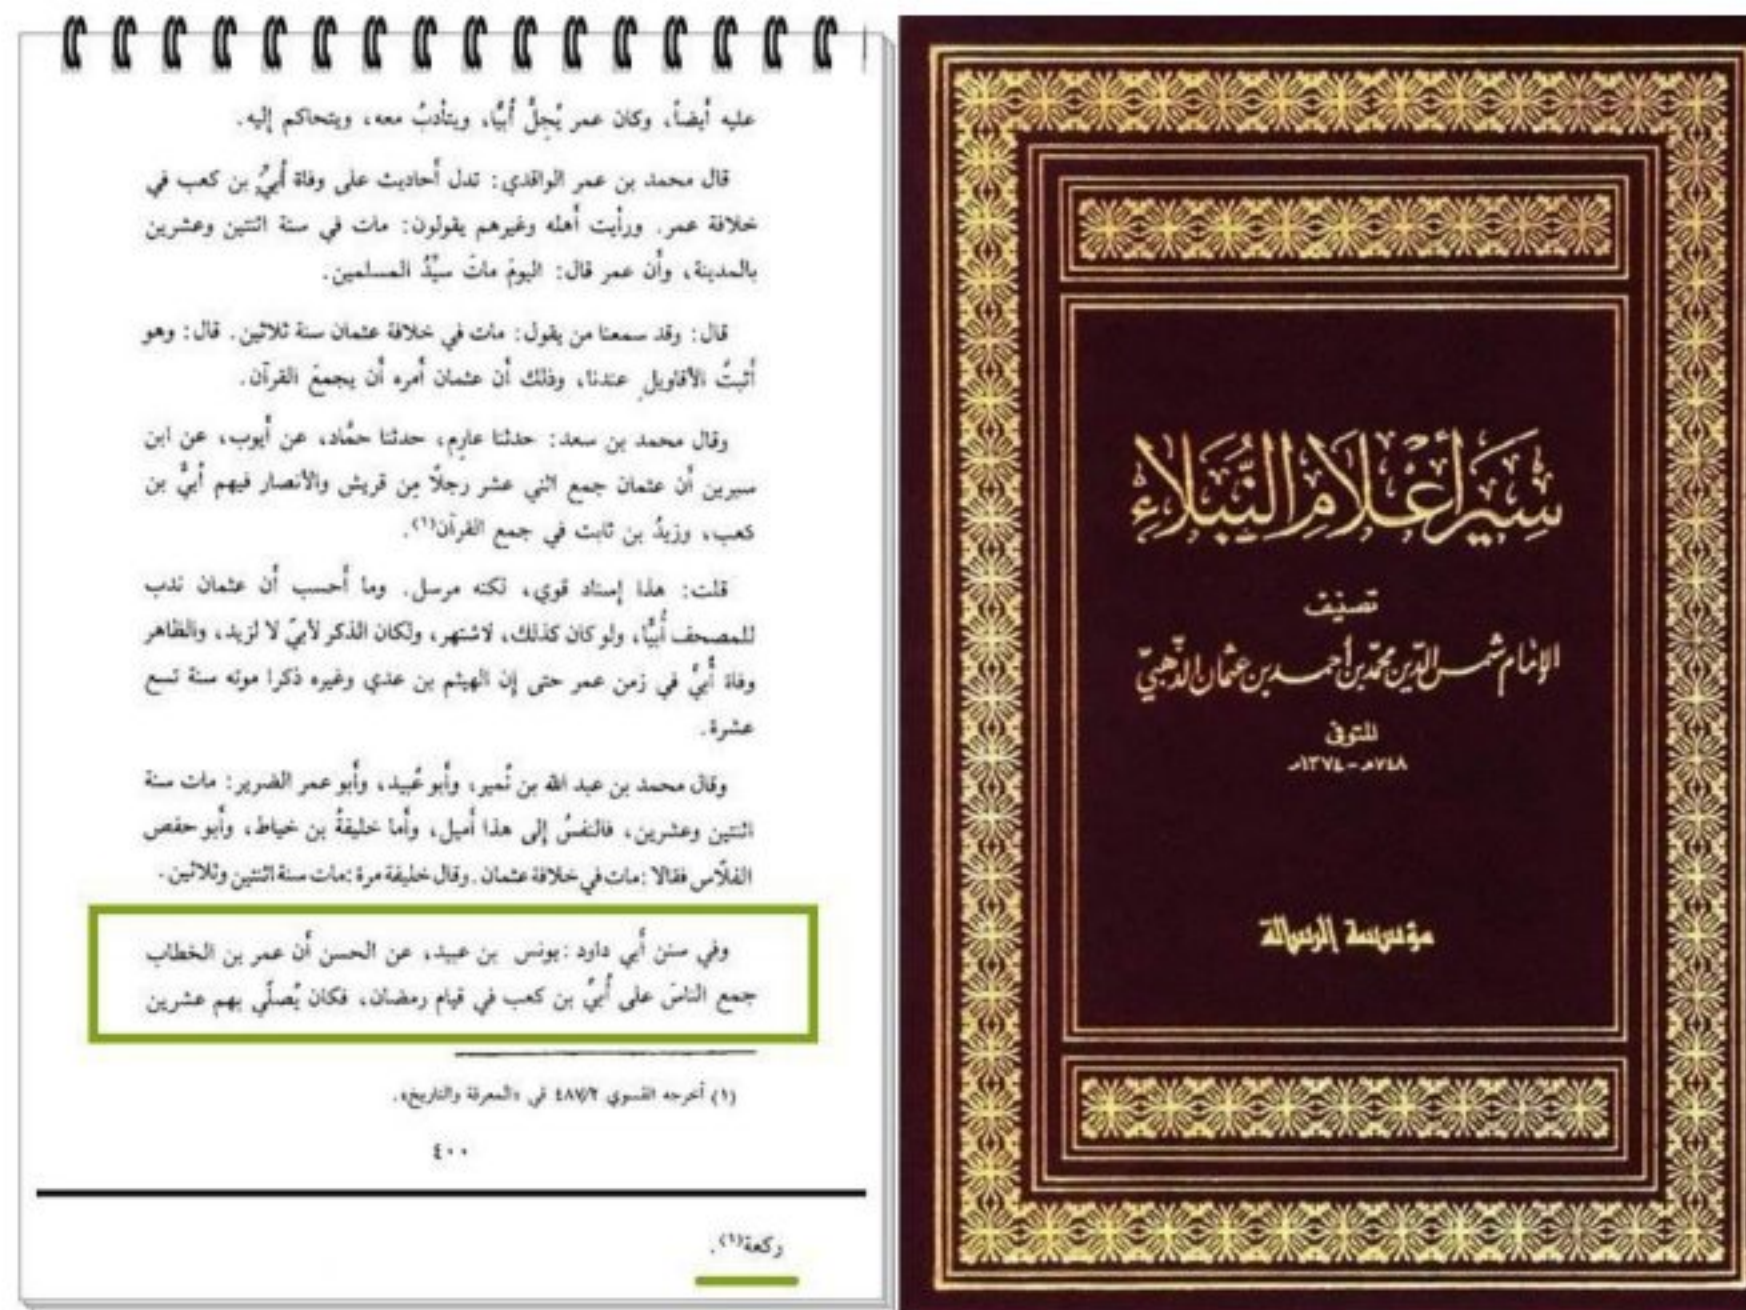 عليه أيضاً، وكان عمر يُجِلُّ أُبيًّا، ويتأدبُ معه، ويتحاكم إليه.
قال محمد بن عمر الواقدي: تدل أحاديث على وفاة أُبيِّ بن كعب في
خلافة عمر. ورأيت أهله وغيرهم يقولون: مات في سنة اثنتين وعشرين
بالمدينة، وأن عمر قال: اليومَ ماتَ سيِّدُ المسلمين.
قال: وقد سمعنا من يقول: مات في خلافة عثمان سنة ثلاثين. قال: وهو
أثبتُ الأقاويل عندنا، وذلك أن عثمان أمره أن يجمعَ القرآن.
وقال محمد بن سعد: حدثنا عارِم، حدثنا حمَّاد، عن أيوب، عن ابن
سيرين أن عثمان جمع اثني عشر رجلاً مِن قريش والأنصار فيهم أُبيُّ بن
كعب، وزيدُ بن ثابت في جمع القرآن(١).
قلت: هذا إسناد قوي، لكنه مرسل. وما أحسب أن عثمان ندب
للمصحف أُبيًّا، ولو كان كذلك، لاشتهر، ولكان الذكر لأبيّ لا لزيد، والظاهر
وفاة أُبيٍّ في زمن عمر حتى إن الهيثم بن عدي وغيره ذكرا موته سنة تسع
عشرة.
وقال محمد بن عبد الله بن نُمير، وأبو عُبيد، وأبو عمر الضرير: مات سنة
اثنتين وعشرين، فالنفسُ إلى هذا أميل، وأما خليفةُ بن خياط، وأبو حفص
الفلَّاس فقالا: مات في خلافة عثمان. وقال خليفة مرة: مات سنة اثنتين وثلاثين.
وفي سنن أبي داود: يونس بن عبيد، عن الحسن أن عمر بن الخطاب
جمع الناسَ على أُبيِّ بن كعب في قيام رمضان، فكان يُصلّي بهم عشرين
(١) أخرجه الفسوي ٤٨٧/٢ في «المعرفة والتاريخ».
٤٠٠
ركعة(١).
سير أعلام النبلاء
تصنيف
الإمام شمس الدين محمد بن أحمد بن عثمان الذهبي
المتوفى
٧٤٨هـ - ١٣٧٤م
مؤسسة الرسالة